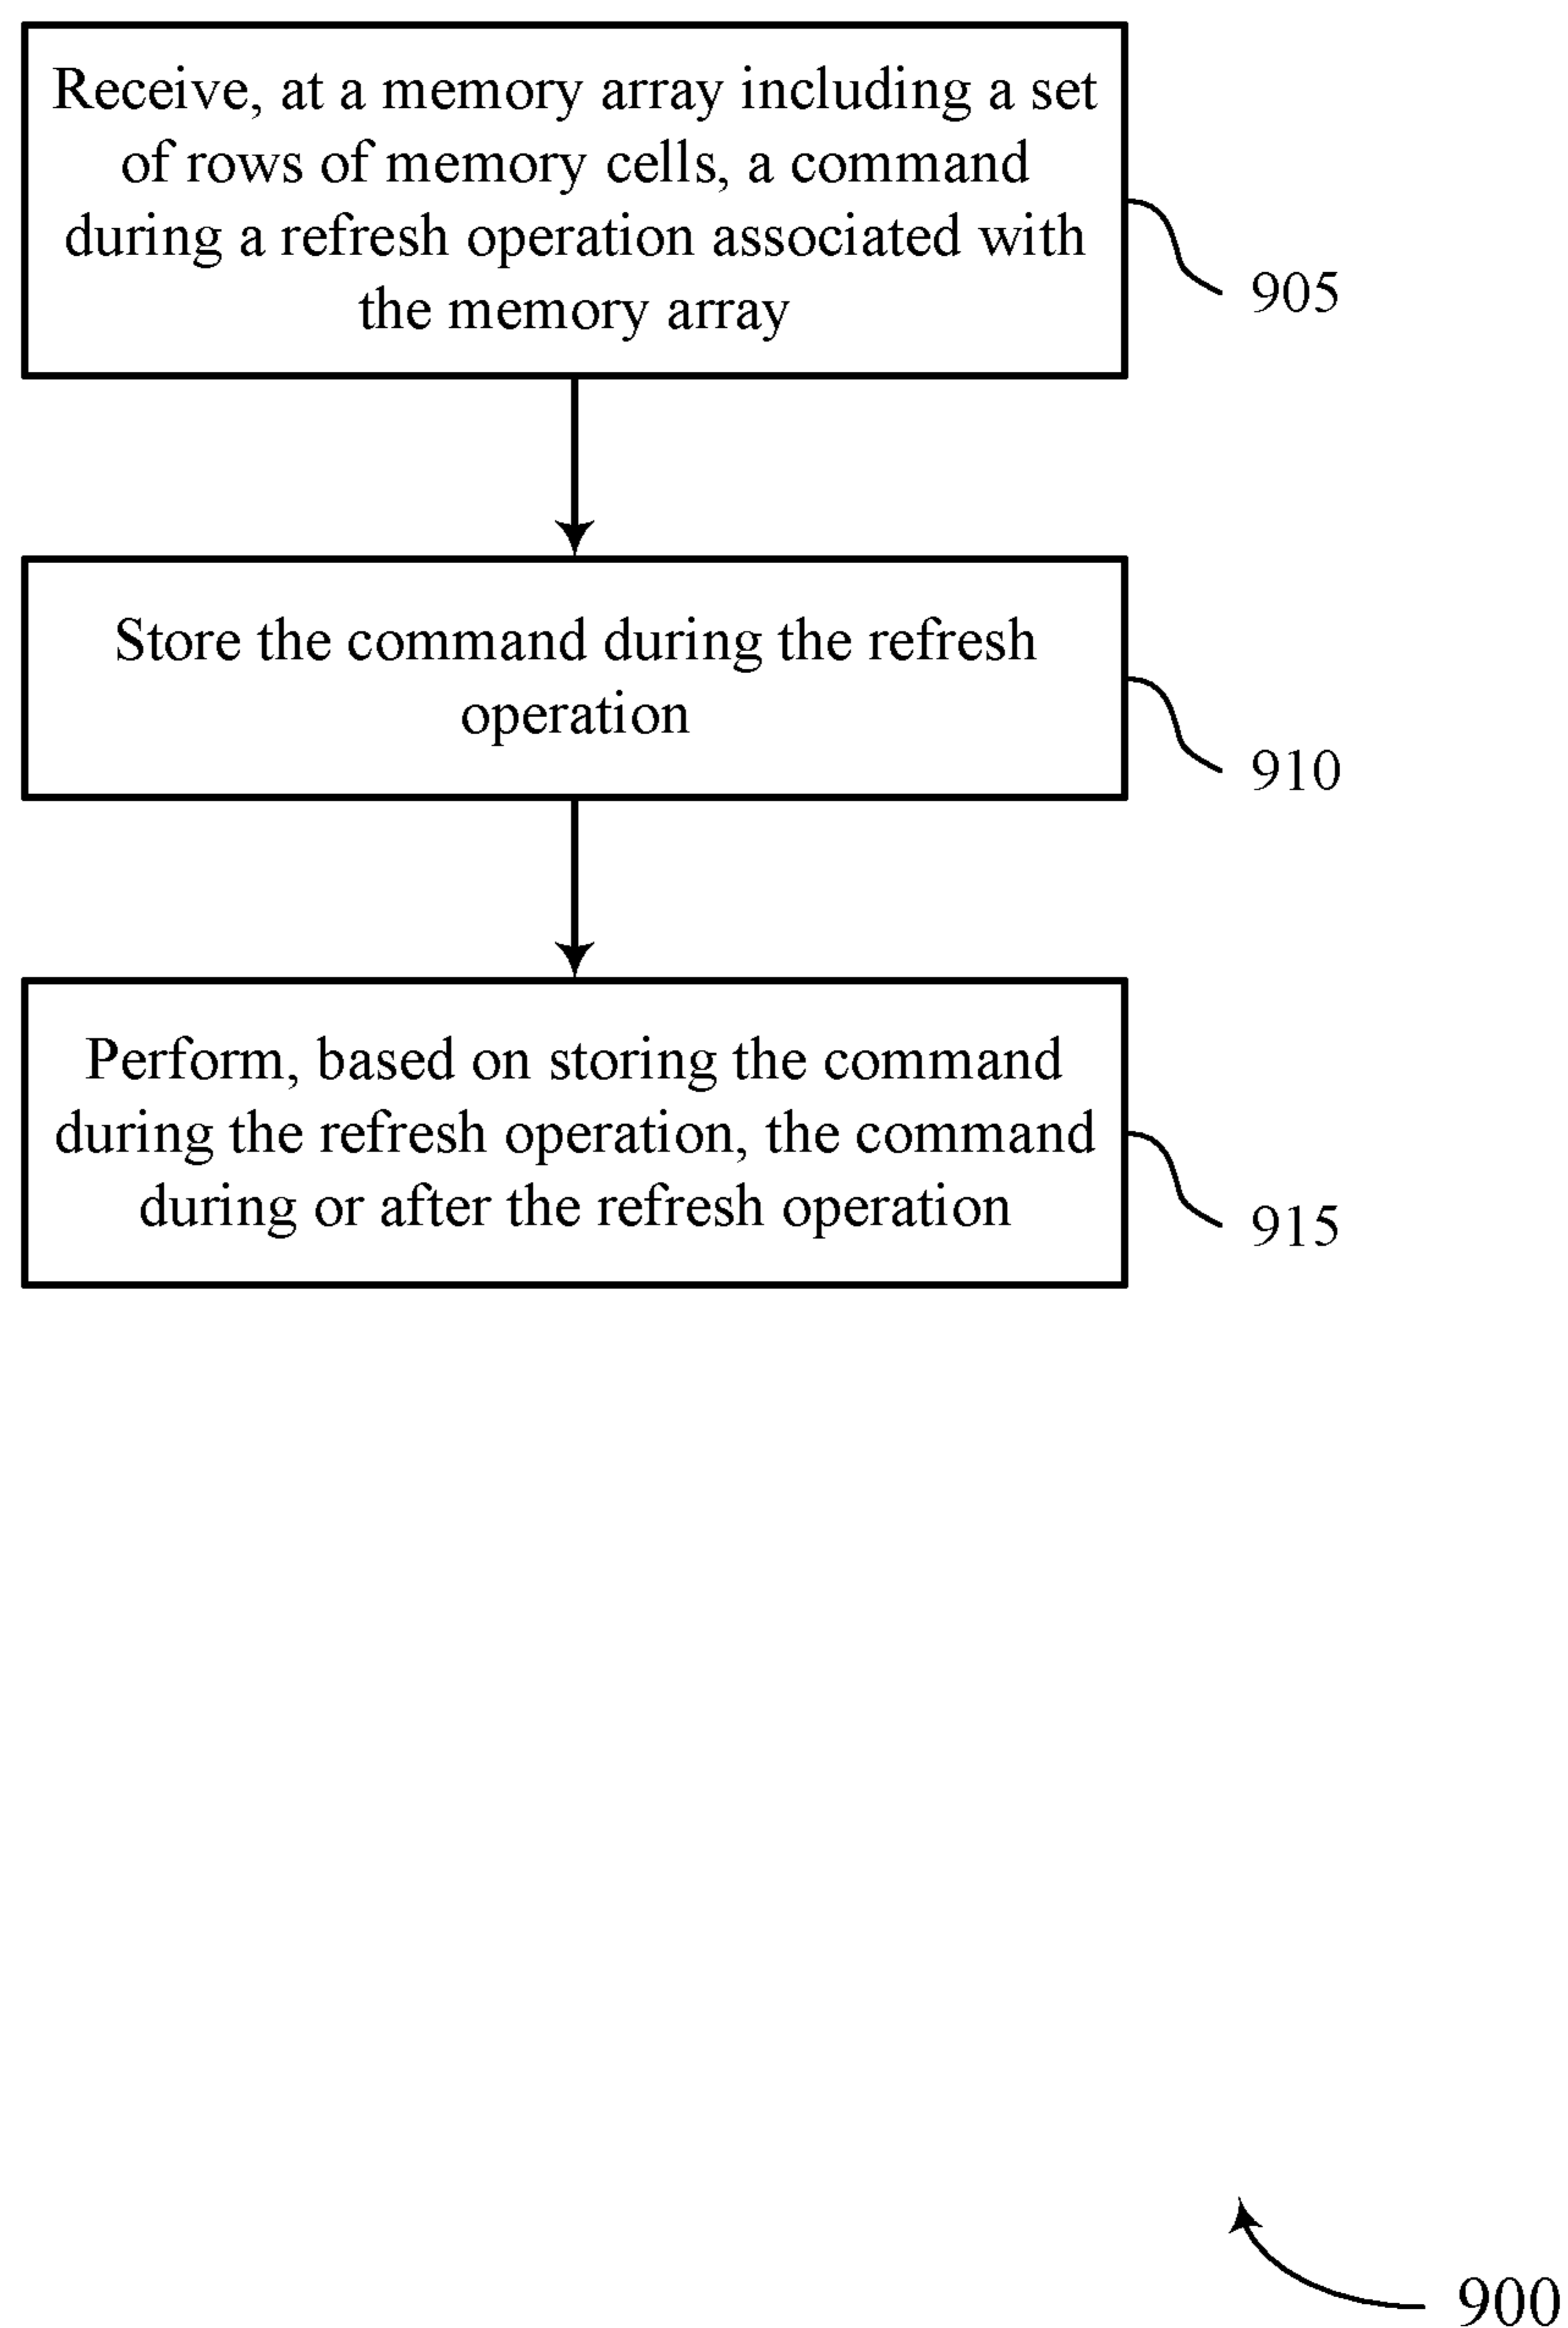 Receive, at a memory array including a set
of rows of memory cells, a command
during a refresh operation associated with
the memory array
905
Store the command during the refresh
operation
910
Perform, based on storing the command
during the refresh operation, the command
during or after the refresh operation
915
900